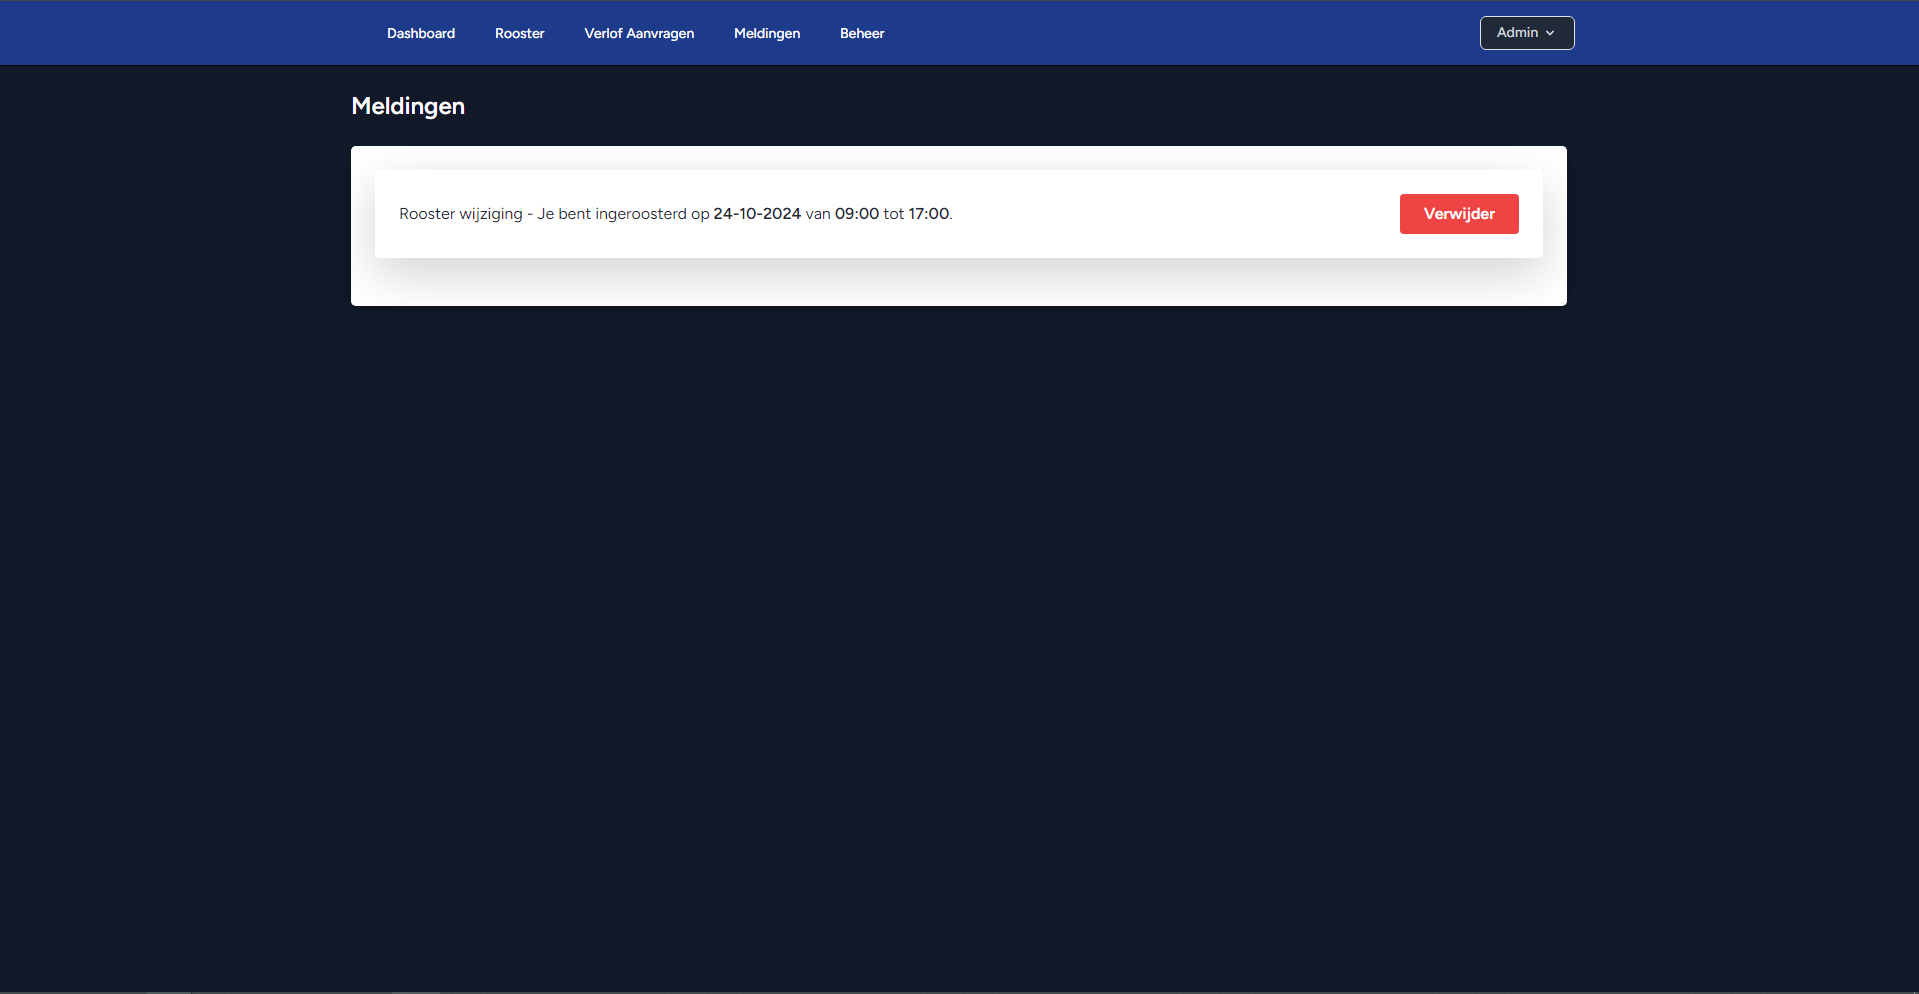 Dashboard Rooster Verlof Aanvragen Meldingen Beheer Admin
Meldingen
Rooster wijziging - Je bent ingeroosterd op 24-10-2024 van 09:00 tot 17:00. Verwijder